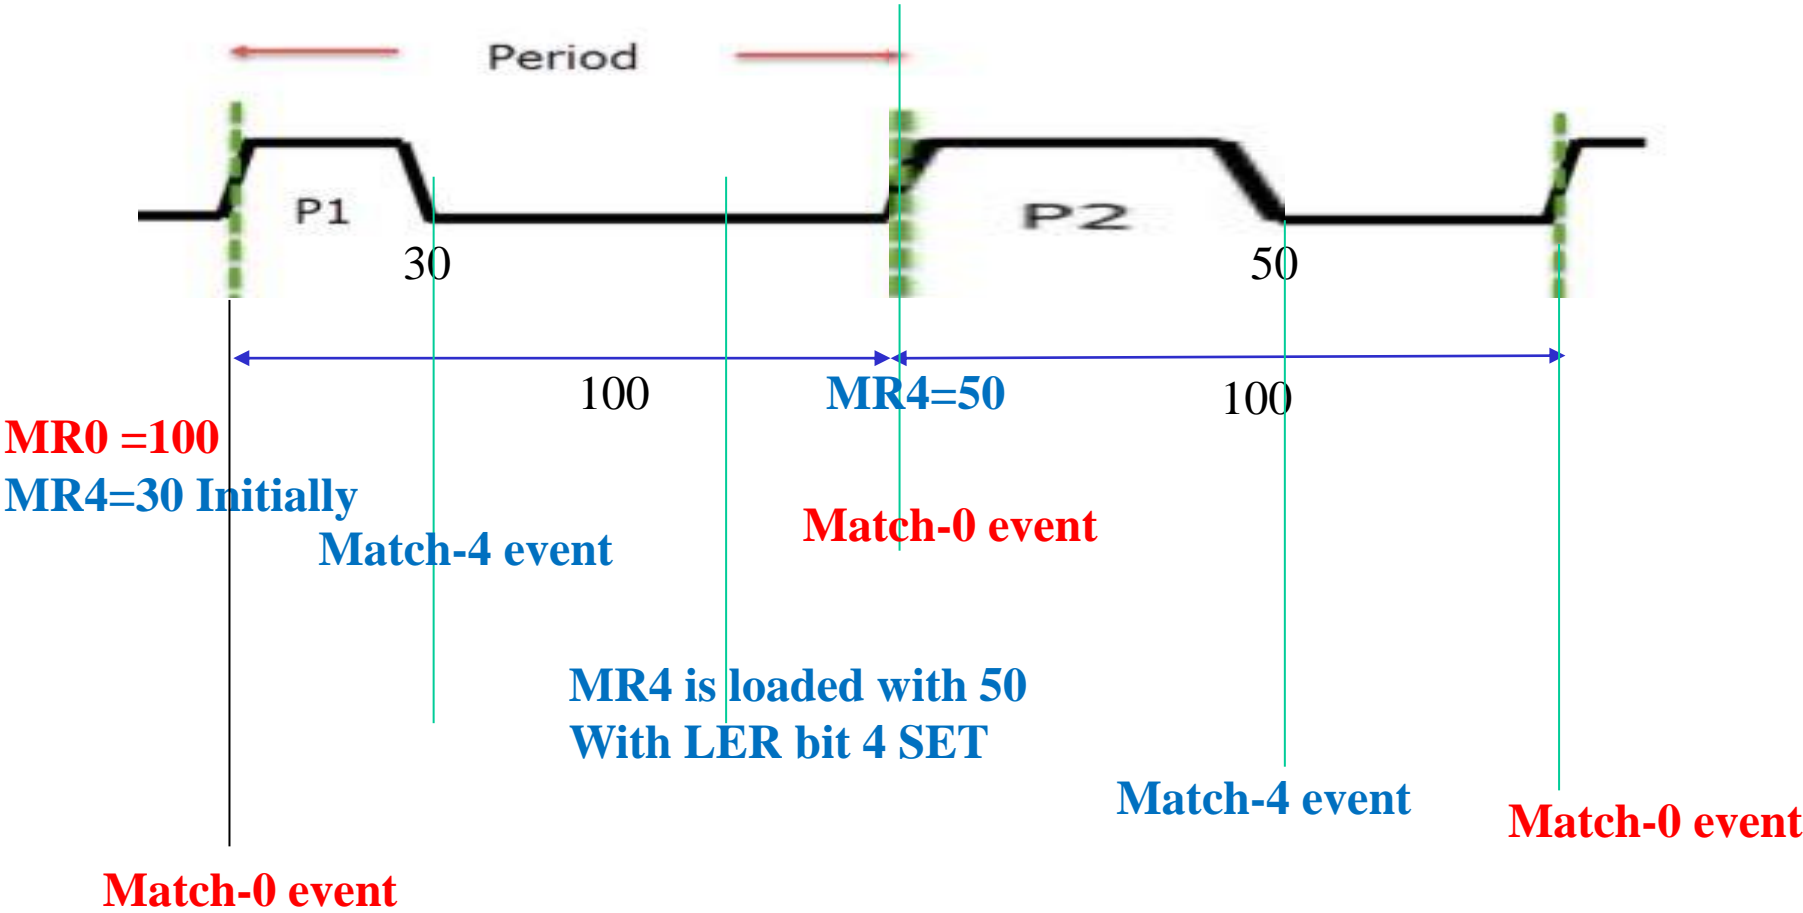 Period
P1
P2
30
50
100
MR4=50
100
MR0 =100
MR4=30 Initially
Match-4 event
Match-0 event
MR4 is loaded with 50
With LER bit 4 SET
Match-4 event
Match-0 event
Match-0 event